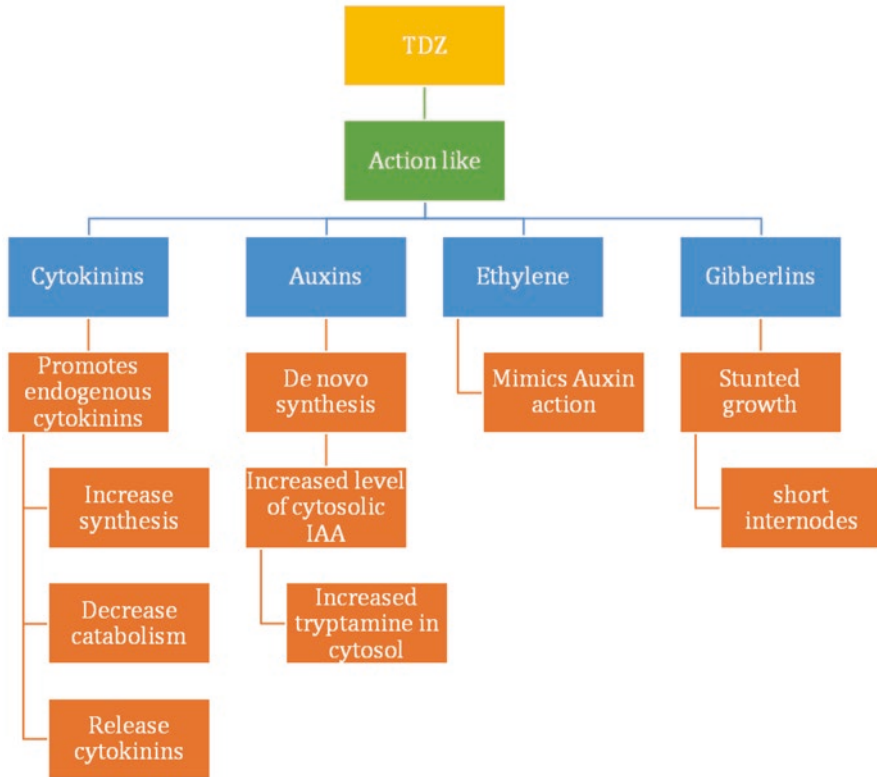 TDZ
Action like
Cytokinins
Auxins
Ethylene
Gibberlins
Promotes
endogenous
cytokinins
De novo
synthesis
Mimics Auxin
action
Stunted
growth
Increase
synthesis
Increased level
of cytosolic
IAA
short
internodes
Decrease
catabolism
Increased
tryptamine in
cytosol
Release
cytokinins